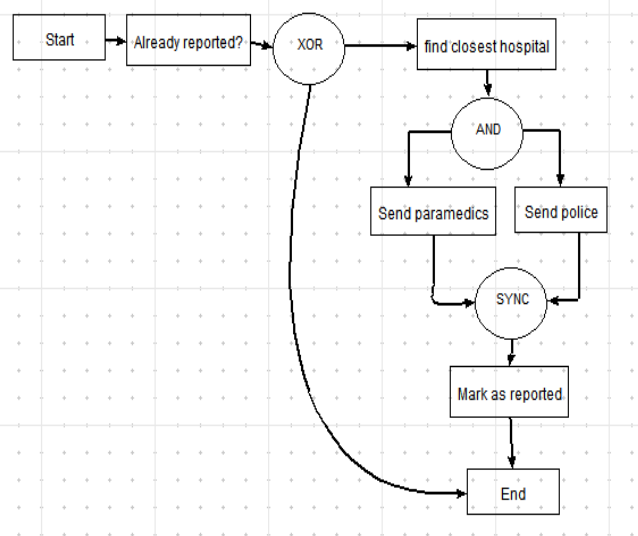 Start
Already reported?
XOR
find closest hospital
AND
Send paramedics
Send police
SYNC
Mark as reported
End